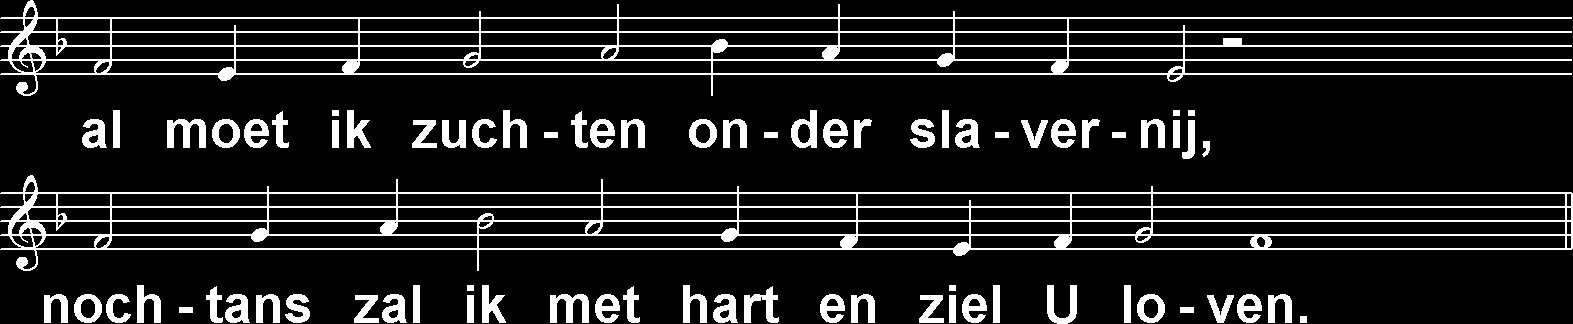 al moet ik zuch - ten on - der sla - ver - nij,
noch - tans zal ik met hart en ziel U lo - ven.